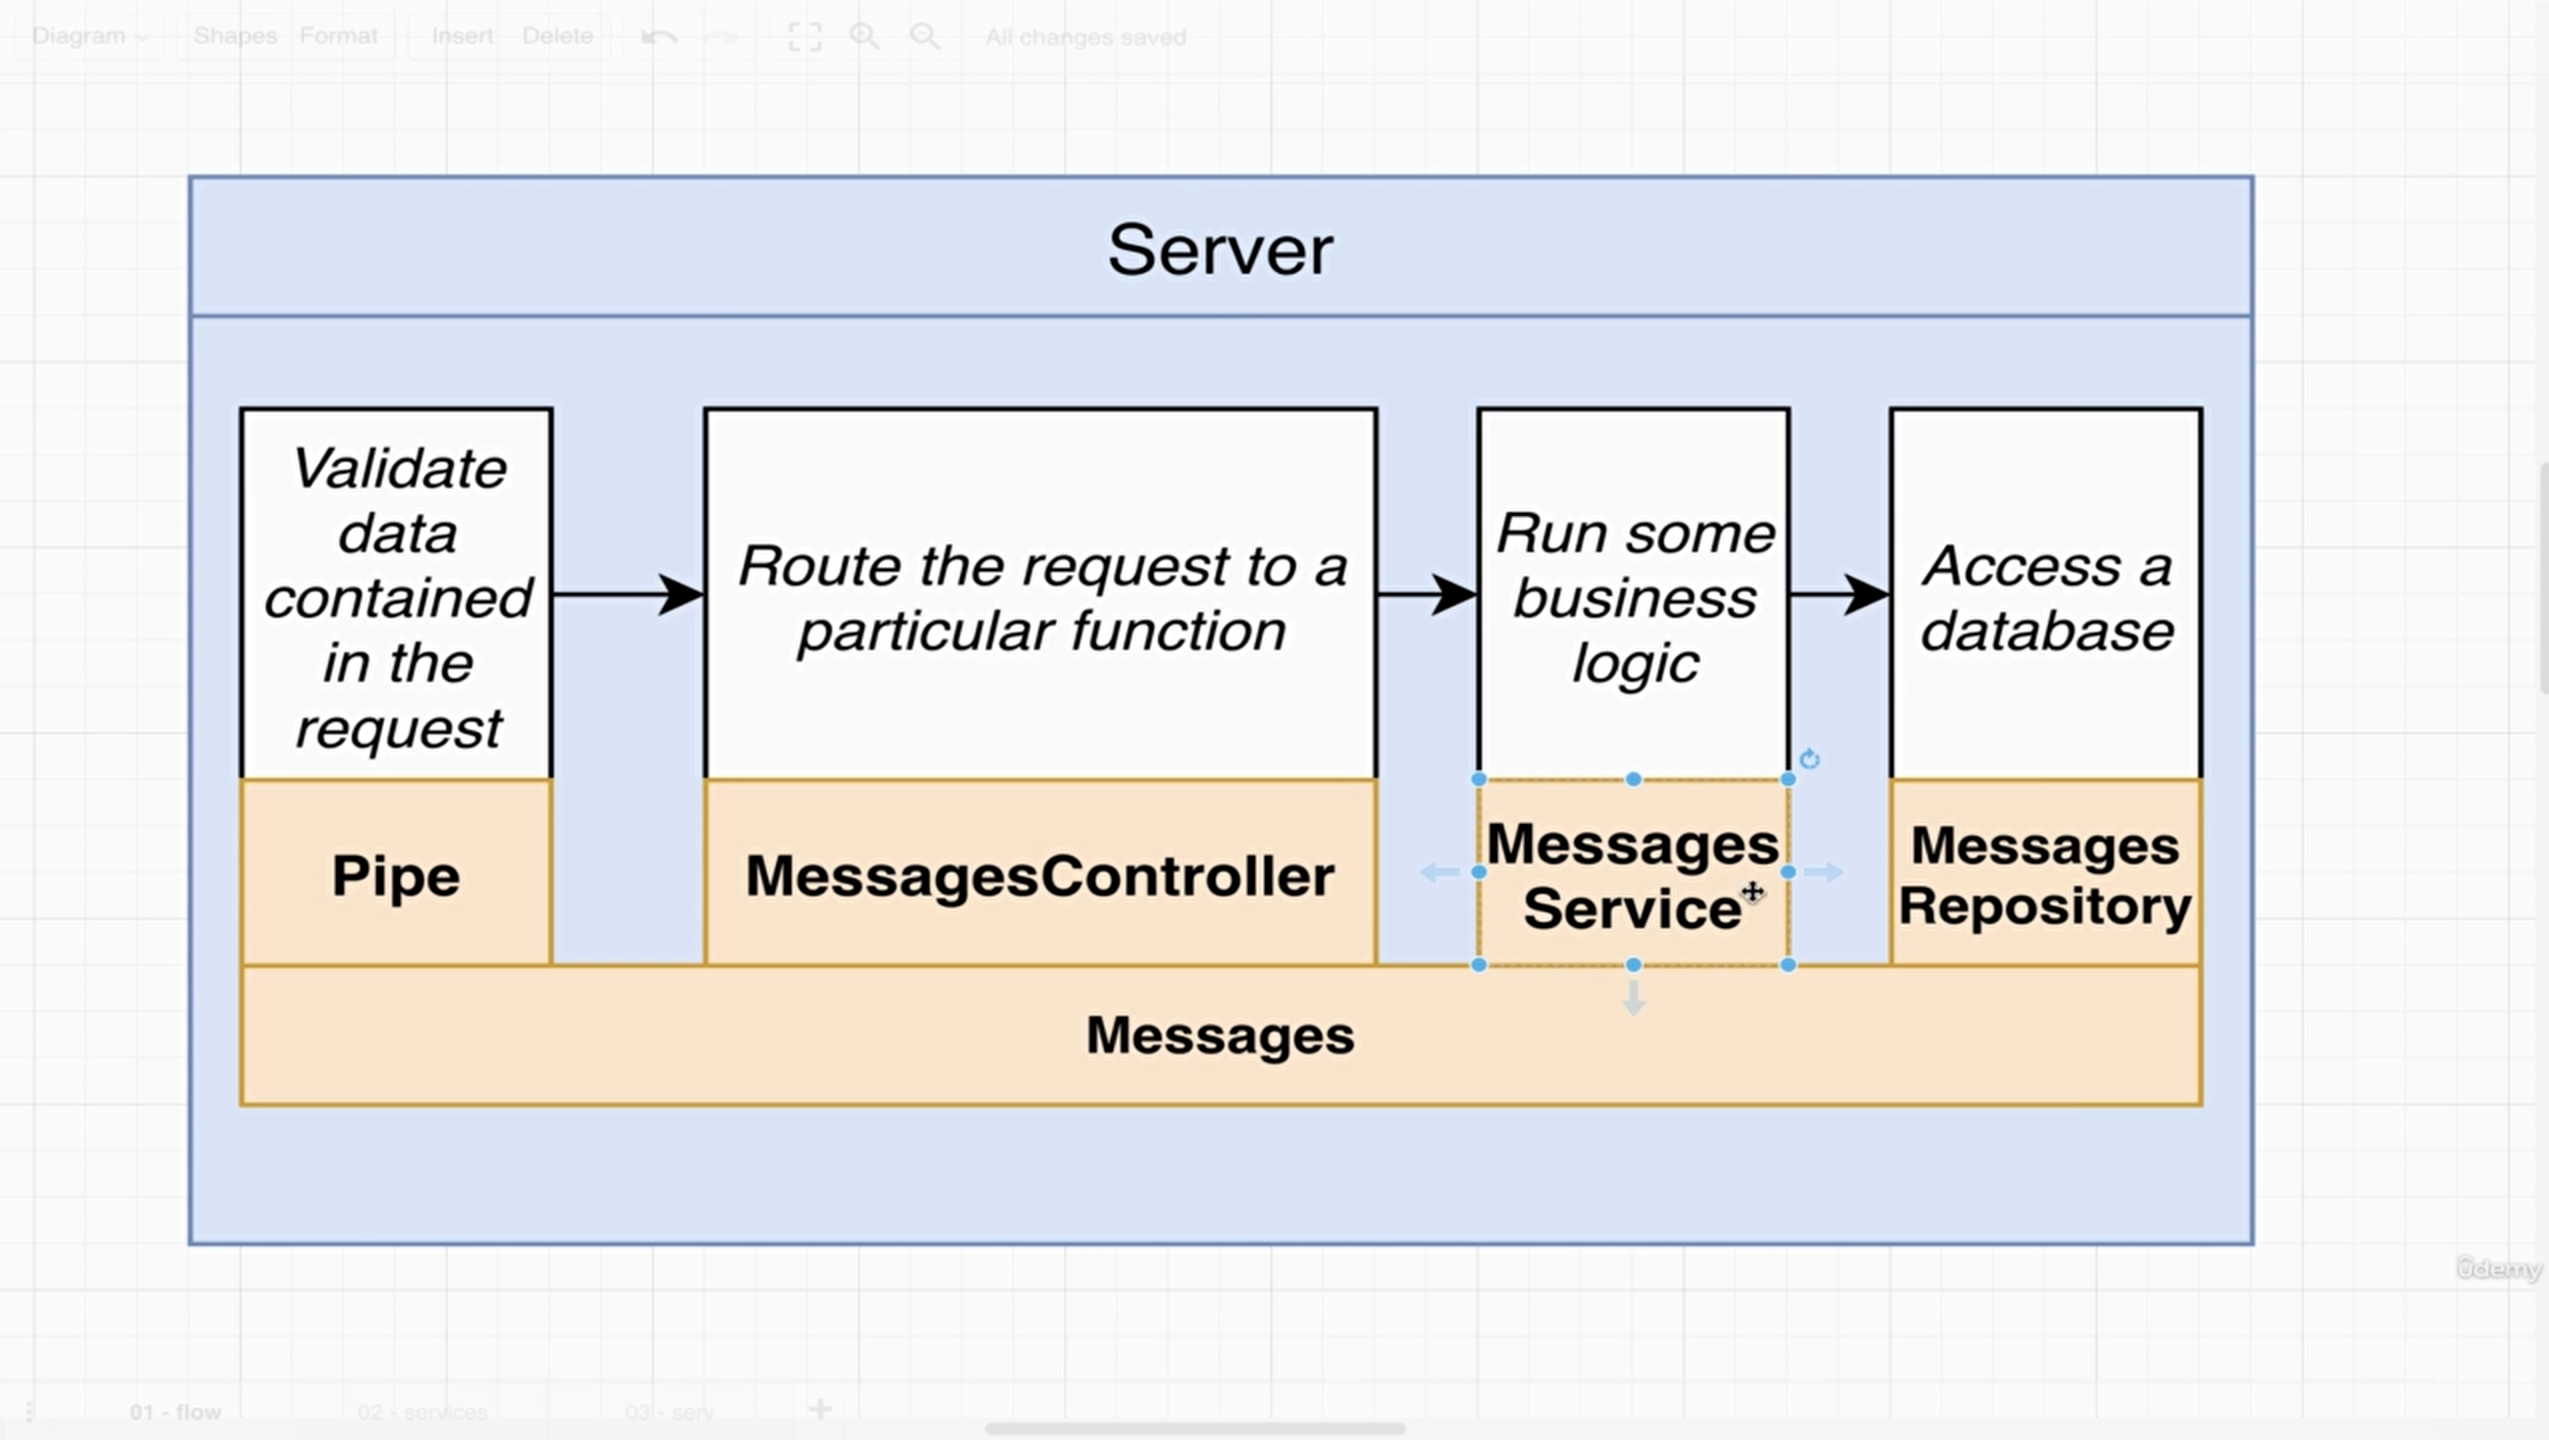 Diagram
Shapes Format
Insert Delete
All changes saved
Server
Validate
data
contained
in the
request
Route the request to a
particular function
Run some
business
logic
Access a
database
Pipe
MessagesController
Messages
Service
Messages
Repository
Messages
ûdemy
01 - flow
02 - services
03 - serv